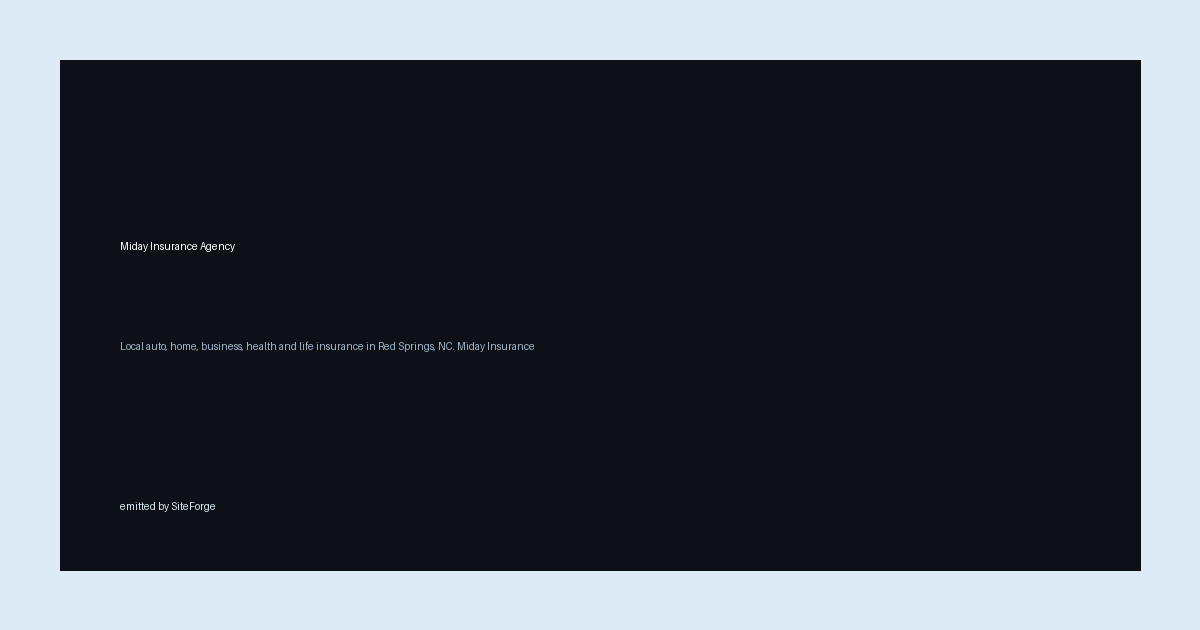 Miday Insurance Agency
Local auto, home, business, health and life insurance in Red Springs, NC. Miday Insurance
emitted by SiteForge